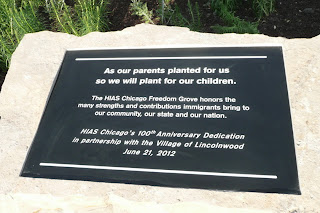 As our parents planted for us
so we will plant for our children.
The HIAS Chicago Freedom Grove honors the
many strengths and contributions immigrants bring to
our community, our state and our nation.
HIAS Chicago's 100th Anniversary Dedication
in partnership with the Village of Lincolnwood
June 21, 2012